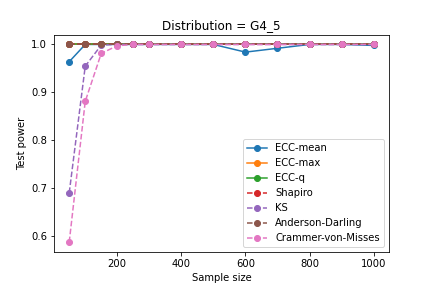 Distribution = G4_5
1.0
0.9
0.8
0.7
0.6
Test power
ECC-mean
ECC-max
ECC-q
Shapiro
KS
Anderson-Darling
Crammer-von-Misses
200
400
600
800
1000
Sample size